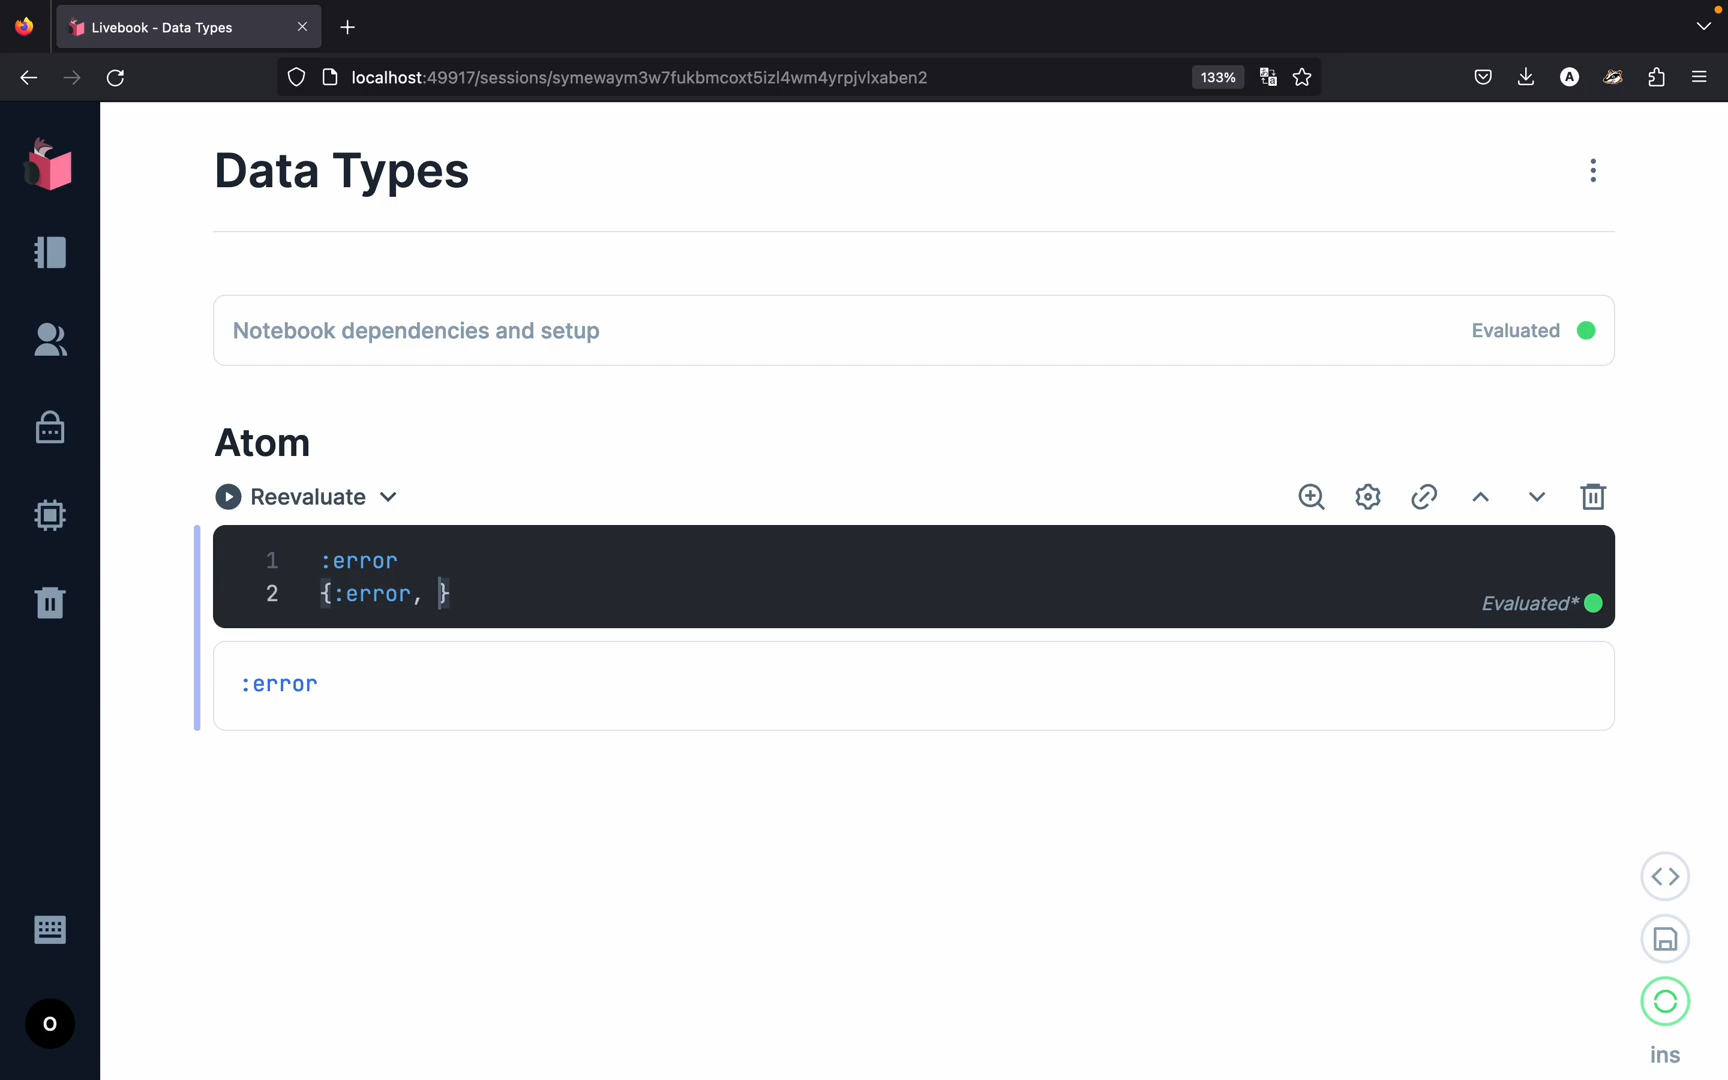 Livebook - Data Types
localhost:49917/sessions/symewaym3w7fukbmcoxt5izl4wm4yrpjvlxaben2
133%
A
Data Types
Notebook dependencies and setup
Evaluated
Atom
Reevaluate
1 :error
2 {:error, }
Evaluated*
:error
O
ins